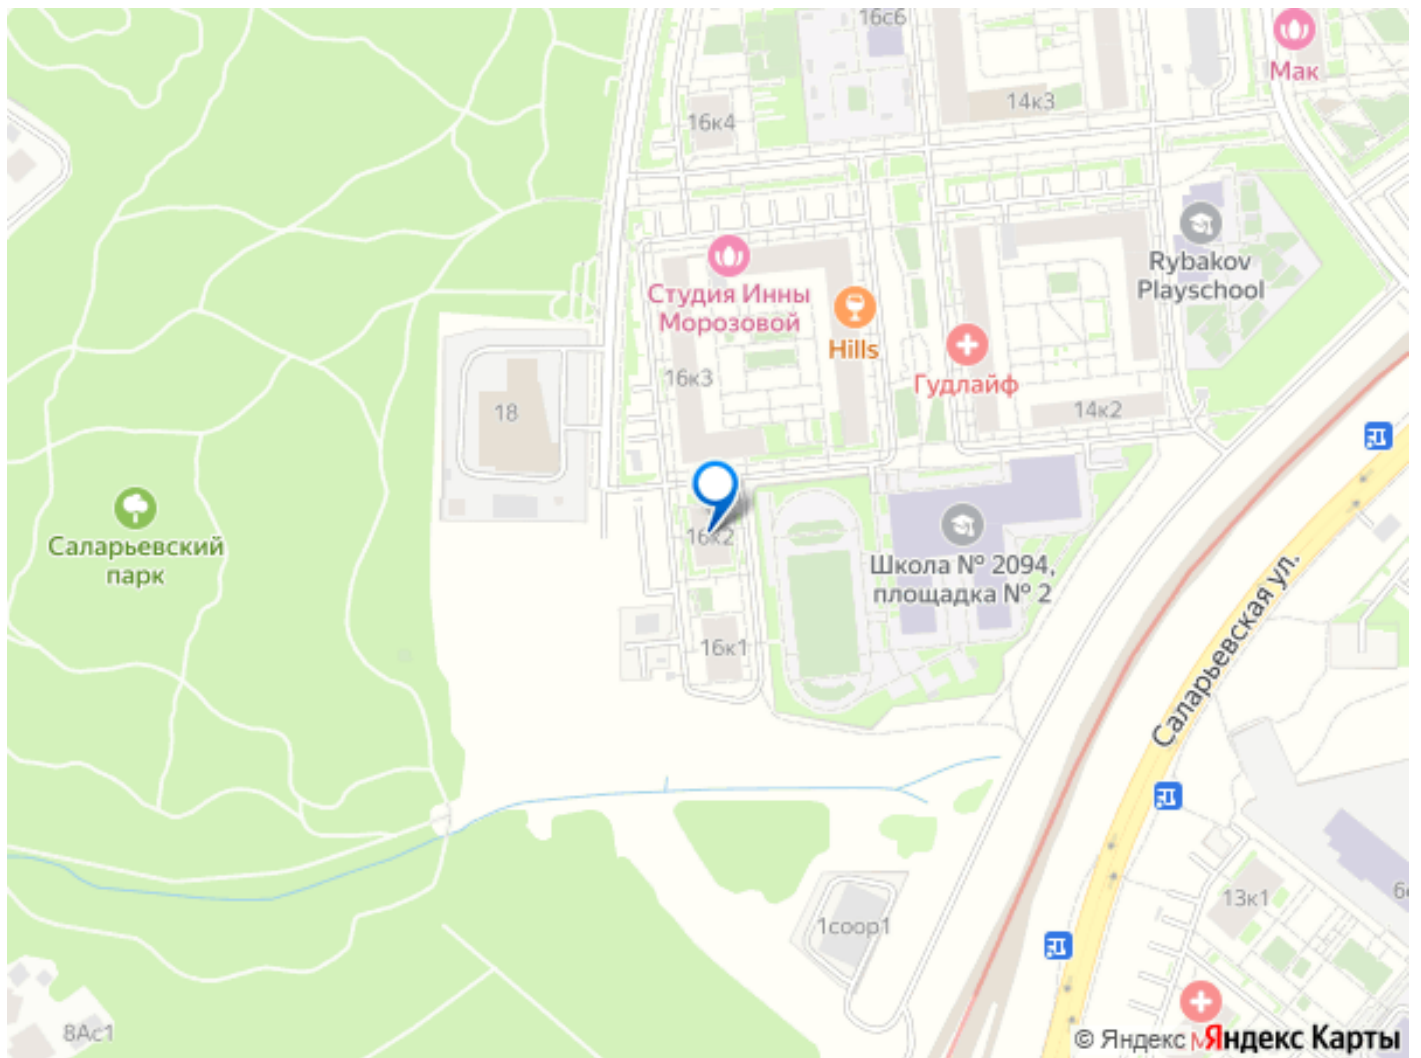 16с6
Мак
14к3
16к4
Rybakov
Playschool
Студия Инны
Морозовой
Hills
Гудлайф
16к3
18
14к2
Саларьевский
парк
16к2
Школа № 2094,
площадка № 2
16к1
Саларьевская ул.
13к1
1соор1
8Ас1
© Яндекс
Яндекс Карты